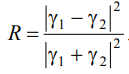 R = |γ₁ − γ₂|² / |γ₁ + γ₂|² .